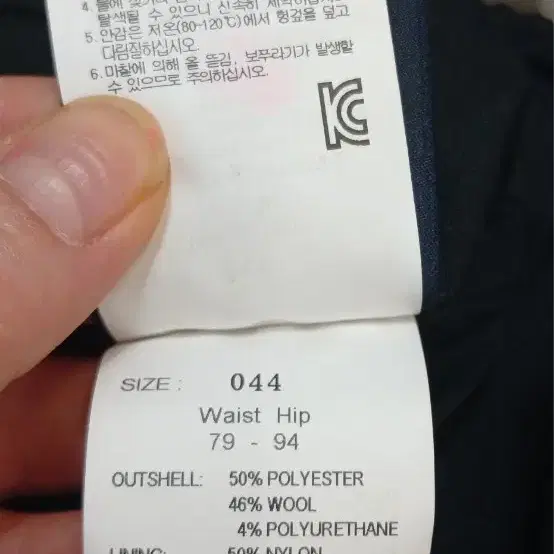 탈색될 수 있으니 신속히
5. 안감은 저온(80-120℃)에서 헝겊을 덮고
다림질하십시오.
6. 마찰에 의해 올 뜯김, 보푸라기가 발생할
수 있으므로 주의하십시오.
KC
SIZE : 044
Waist Hip
79 - 94
OUTSHELL: 50% POLYESTER
46% WOOL
4% POLYURETHANE
LINING: 50% NYLON